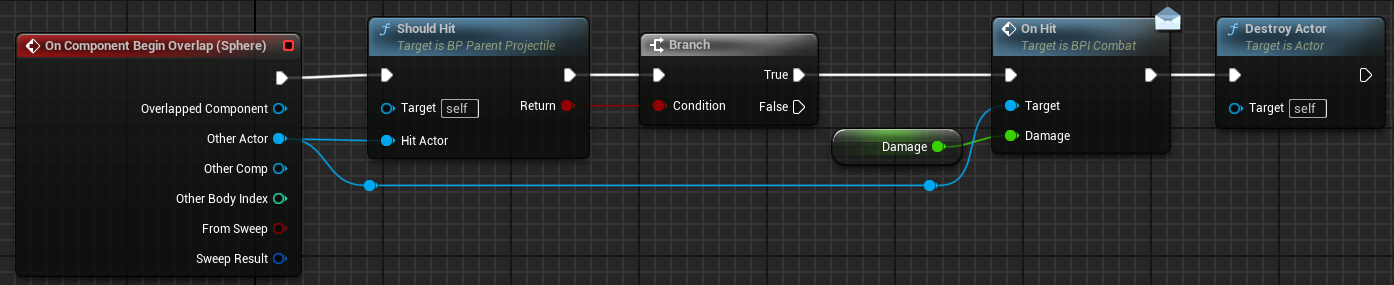 On Component Begin Overlap (Sphere)
Overlapped Component
Other Actor
Other Comp
Other Body Index
From Sweep
Sweep Result
Should Hit
Target is BP Parent Projectile
Target self
Return
Hit Actor
Branch
True
Condition
False
Damage
On Hit
Target is BPI Combat
Target
Damage
Destroy Actor
Target is Actor
Target self